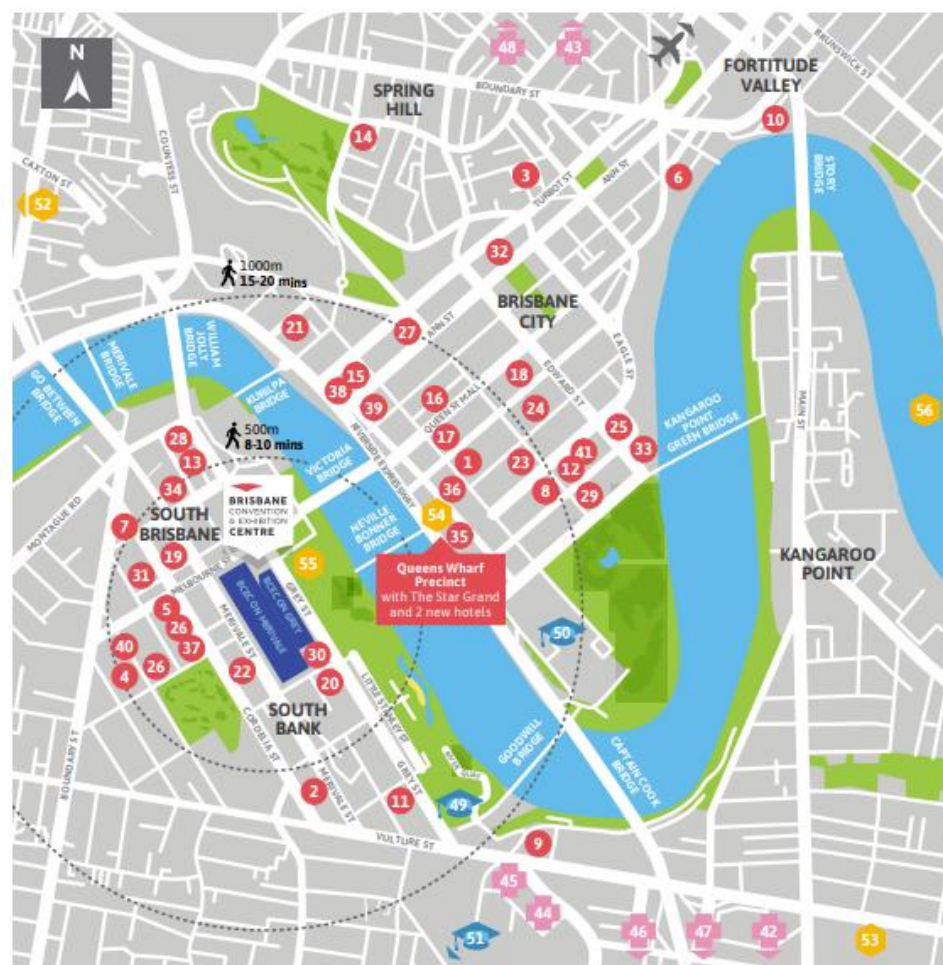 N
48
43
FORTITUDE
VALLEY
BRUNSWICK ST
BOUNDARY ST
SPRING
HILL
10
14
COUNTESS ST
CAXTON ST
52
3
TURBOT ST
ANN ST
6
STORY
BRIDGE
32
1000m
15-20 mins
BRISBANE
CITY
21
27
ANN ST
EAGLE ST
WILLIAM
JOLLY
BRIDGE
MERIVALE
BRIDGE
GO BETWEEN
BRIDGE
KURILPA
BRIDGE
15
38
39
16
QUEEN ST MALL
18
EDWARD ST
24
MAIN ST
56
KANGAROO
POINT
GREEN BRIDGE
500m
8-10 mins
28
13
34
VICTORIA
BRIDGE
RIVERSIDE EXPRESSWAY
17
1
36
23
25
41
12
33
8
29
MONTAGUE RD
7
SOUTH
BRISBANE
BRISBANE
CONVENTION
& EXHIBITION
CENTRE
NEVILLE
BONNER
BRIDGE
54
35
19
31
MELBOURNE ST
55
GREY ST
Queens Wharf
Precinct
with The Star Grand
and 2 new hotels
KANGAROO
POINT
BCEC ON GREY
BCEC ON MERIVALE
5
26
37
40
4
26
MERIVALE ST
22
30
20
50
SOUTH
BANK
LITTLE STANLEY ST
CORDELIA ST
BOUNDARY ST
GOODWILL
BRIDGE
CAPTAIN COOK
BRIDGE
2
MERIVALE ST
GREY ST
11
49
VULTURE ST
9
45
44
51
46
47
42
53